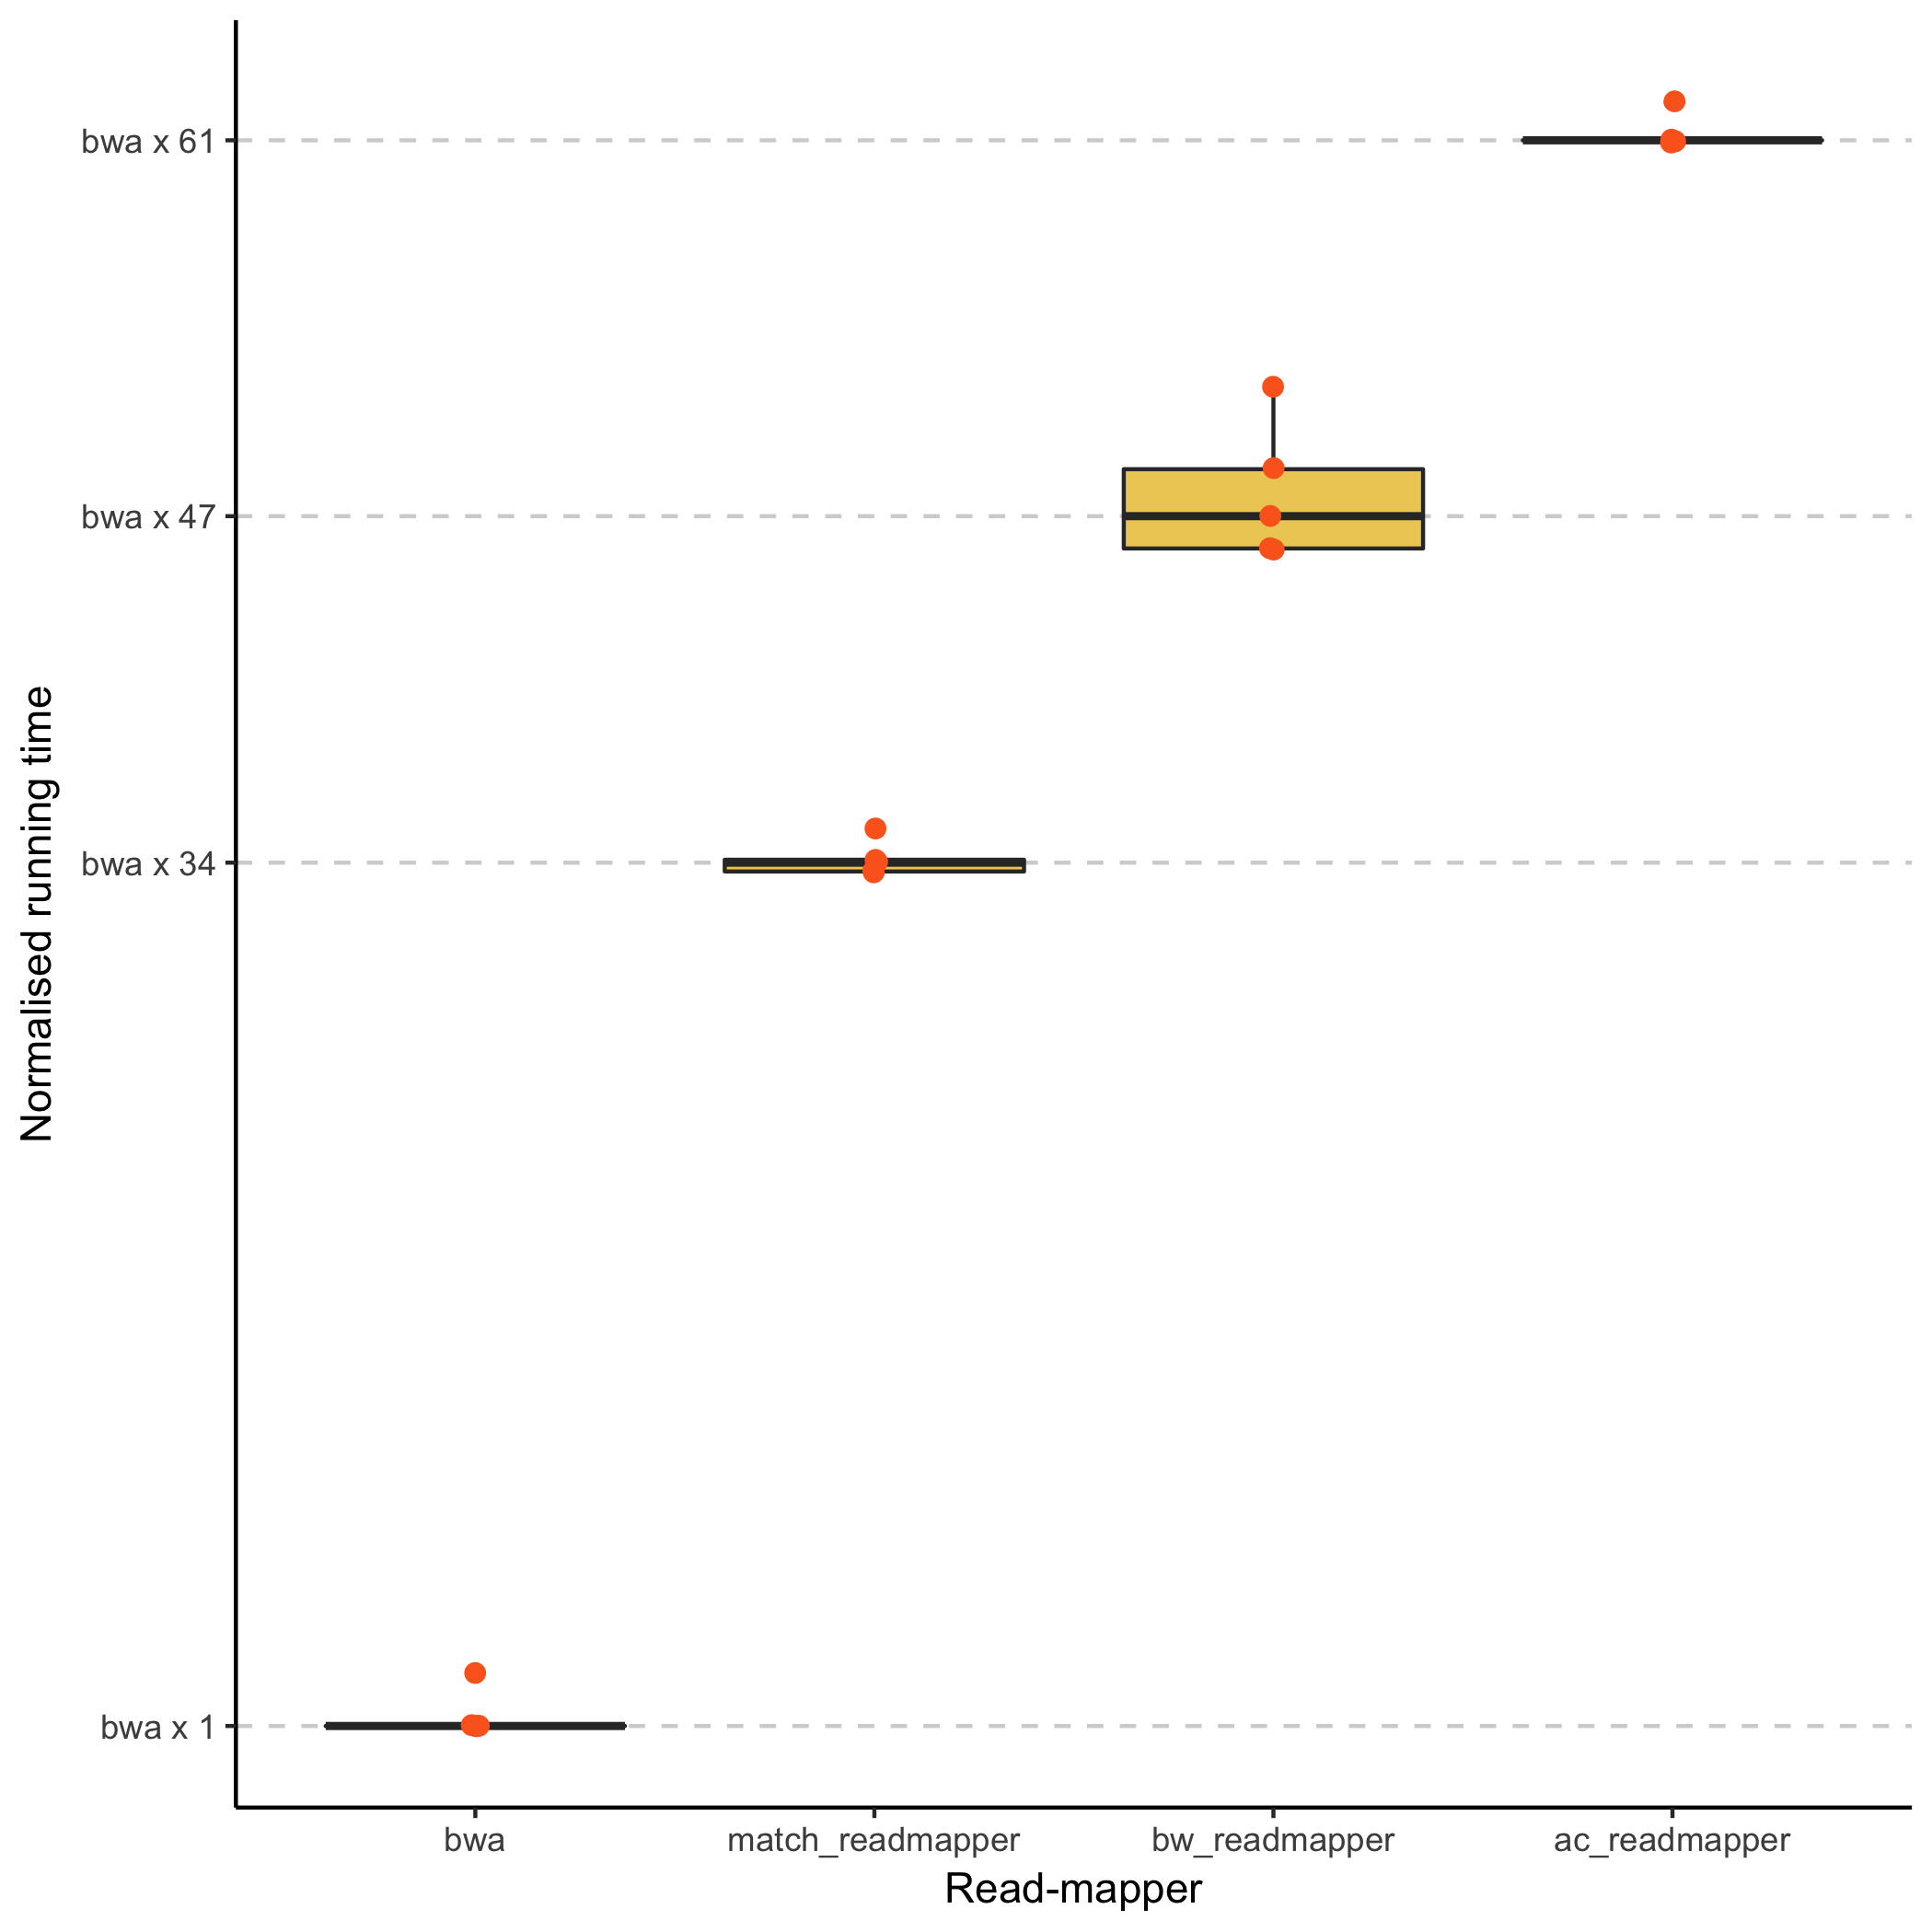 Normalised running time
bwa x 61
bwa x 47
bwa x 34
bwa x 1
bwa
match_readmapper
bw_readmapper
ac_readmapper
Read-mapper